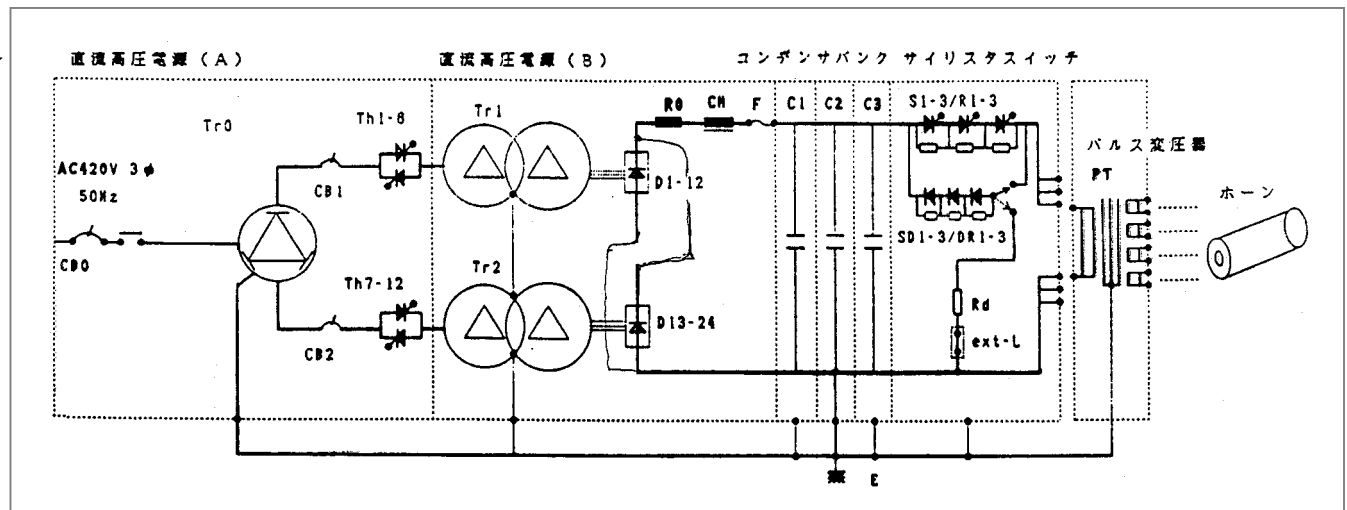 直流高圧電源（A）
直流高圧電源（B）
コンデンサバンク
サイリスタスイッチ
Tr0
Th1-6
Tr1
R0
CH
F
C1
C2
C3
S1-3/R1-3
パルス変圧器
PT
ホーン
AC420V 3φ
50Hz
CB1
D1-12
SD1-3/DR1-3
CB0
Th7-12
Tr2
CB2
D13-24
Rd
ext-L
E